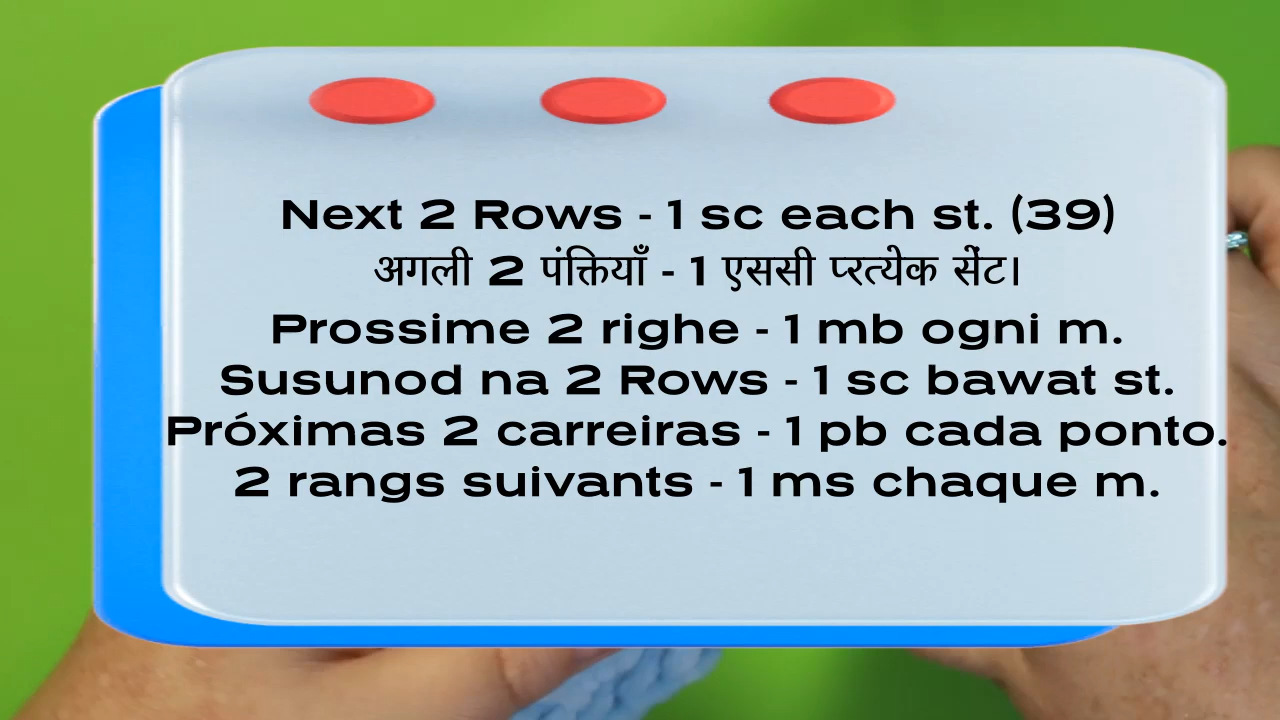 Next 2 Rows - 1 sc each st. (39)
अगली 2 पंक्तियाँ - 1 एससी प्रत्येक सेंट।
Prossime 2 righe - 1 mb ogni m.
Susunod na 2 Rows - 1 sc bawat st.
Próximas 2 carreiras - 1 pb cada ponto.
2 rangs suivants - 1 ms chaque m.